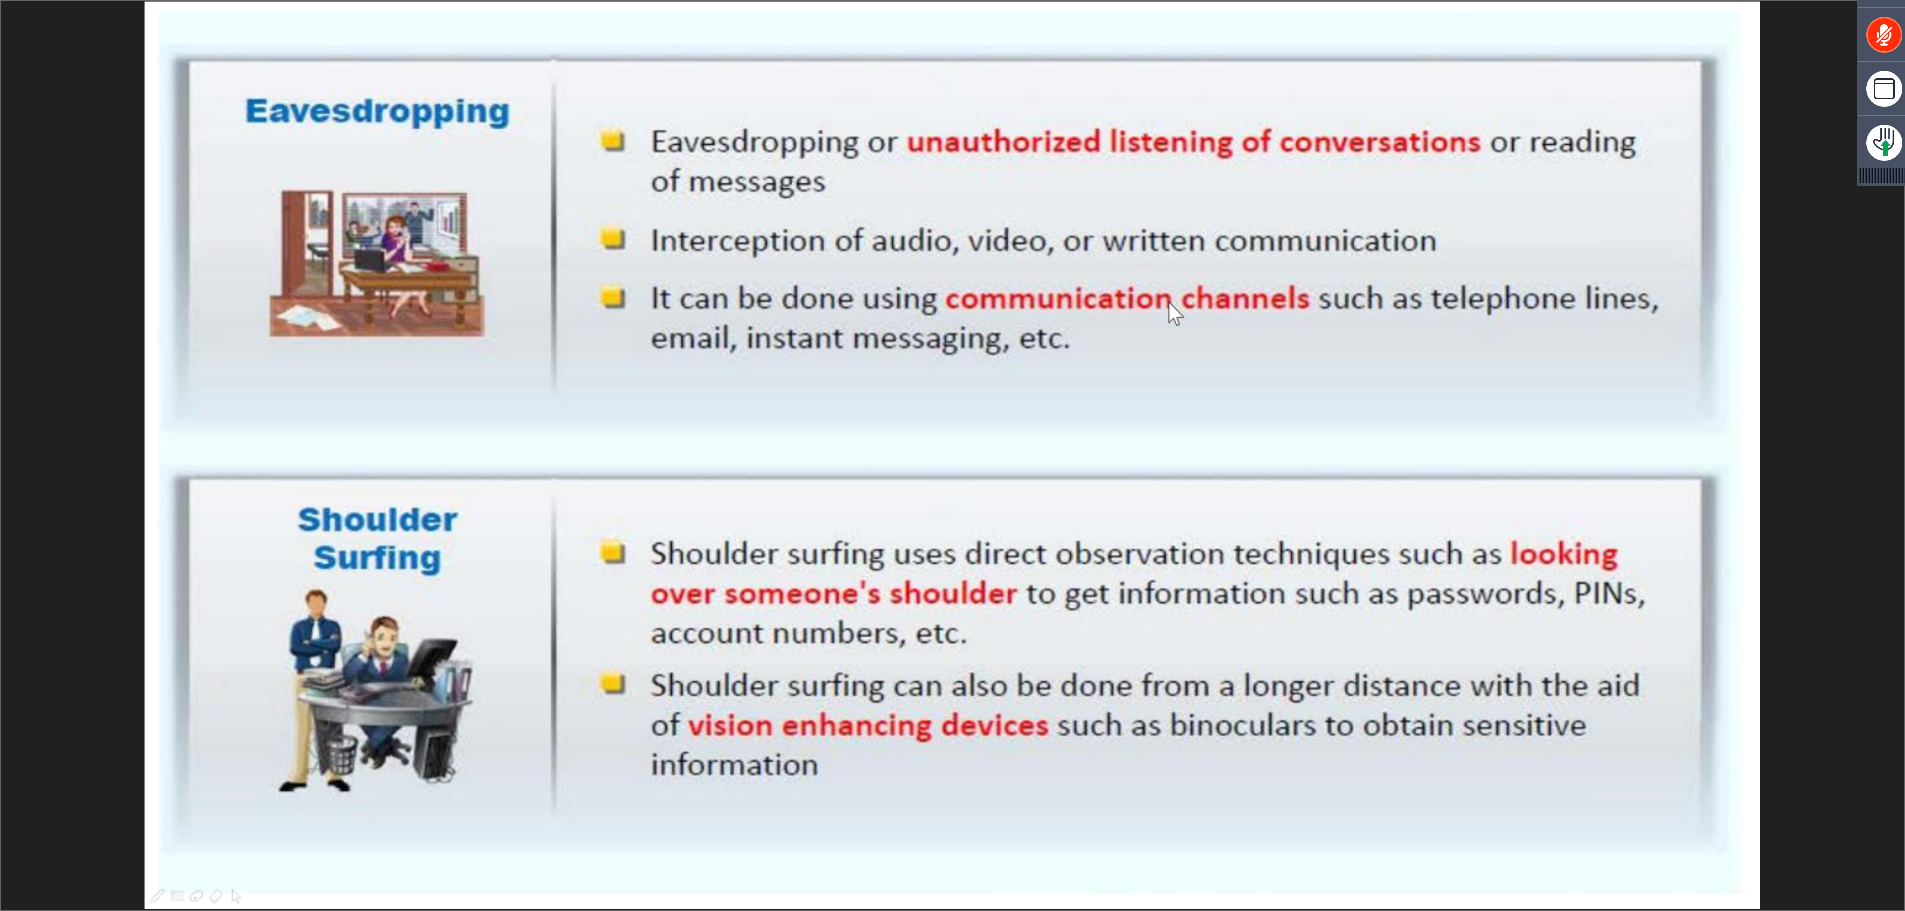 Eavesdropping
Eavesdropping or unauthorized listening of conversations or reading
of messages
Interception of audio, video, or written communication
It can be done using communication channels such as telephone lines,
email, instant messaging, etc.
Shoulder
Surfing
Shoulder surfing uses direct observation techniques such as looking
over someone's shoulder to get information such as passwords, PINs,
account numbers, etc.
Shoulder surfing can also be done from a longer distance with the aid
of vision enhancing devices such as binoculars to obtain sensitive
information